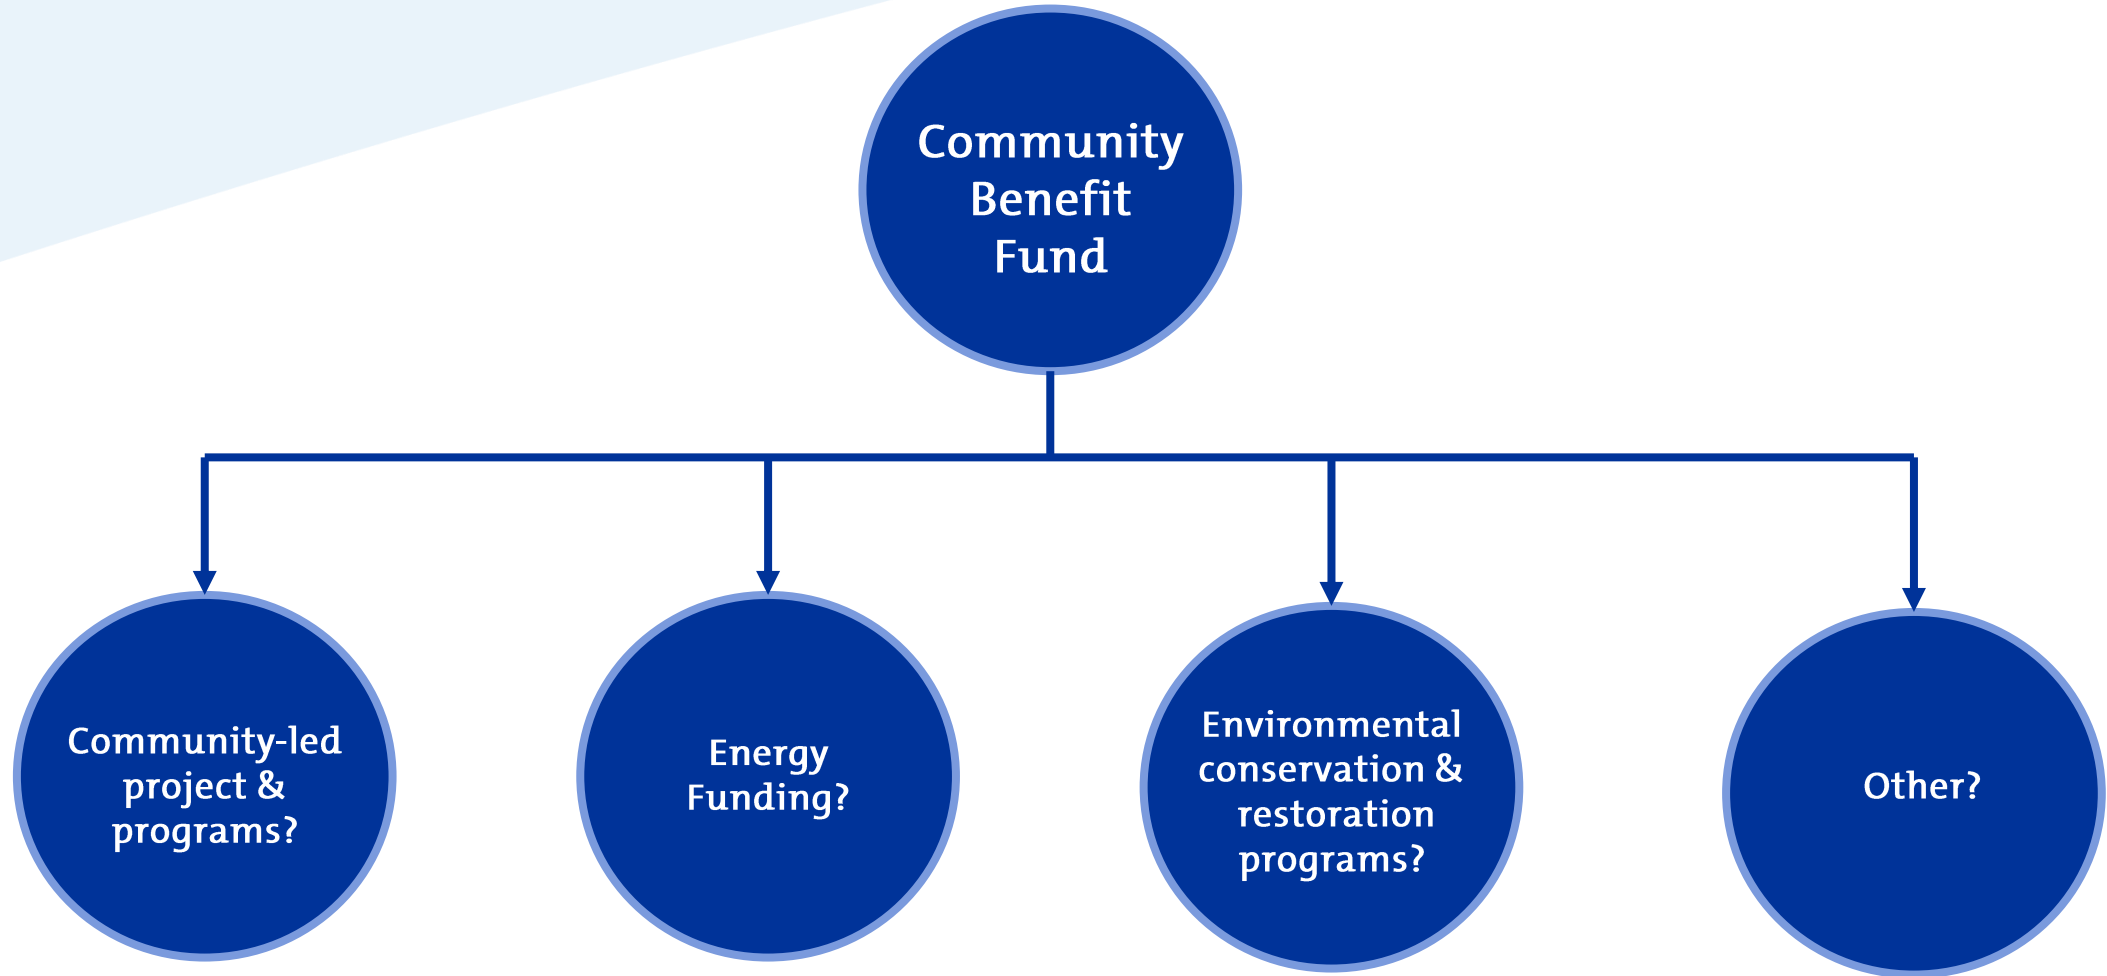 Community
Benefit
Fund
Community-led
project &
programs?
Energy
Funding?
Environmental
conservation &
restoration
programs?
Other?